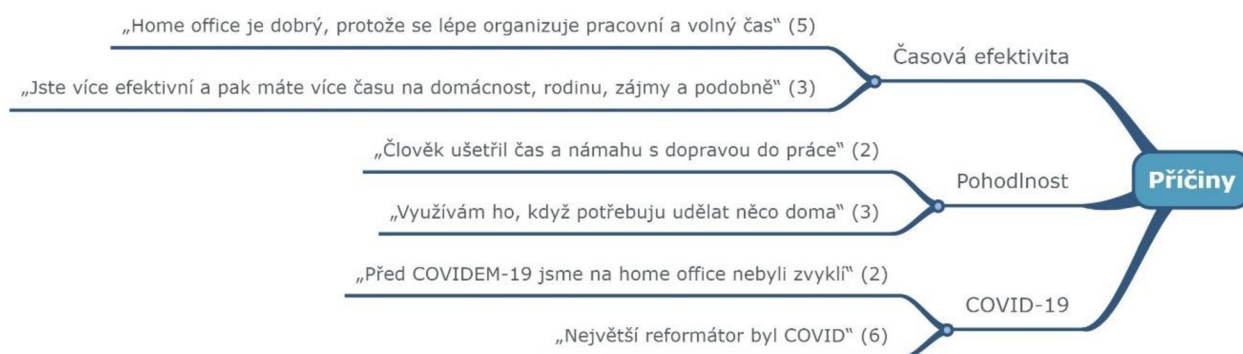 „Home office je dobrý, protože se lépe organizuje pracovní a volný čas“ (5)
Časová efektivita
„Jste více efektivní a pak máte více času na domácnost, rodinu, zájmy a podobně“ (3)
„Člověk ušetřil čas a námahu s dopravou do práce“ (2)
Pohodlnost
Příčiny
„Využívám ho, když potřebuju udělat něco doma“ (3)
„Před COVIDEM-19 jsme na home office nebyli zvyklí“ (2)
COVID-19
„Největší reformátor byl COVID“ (6)